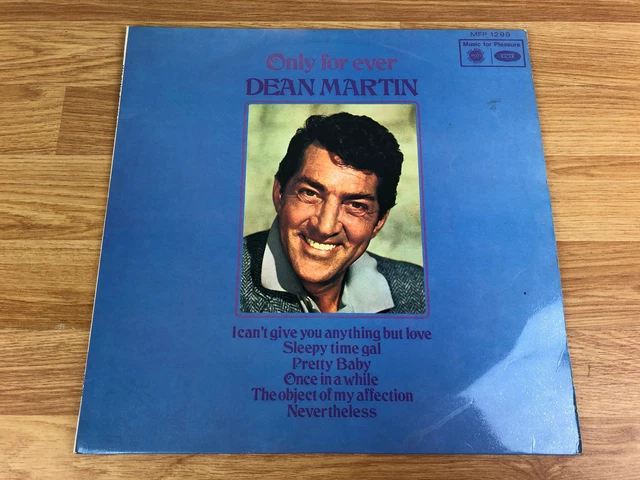 MFP 1299
Music for Pleasure
EMI
Only for ever
DEAN MARTIN
I can't give you anything but love
Sleepy time gal
Pretty Baby
Once in a while
The object of my affection
Nevertheless